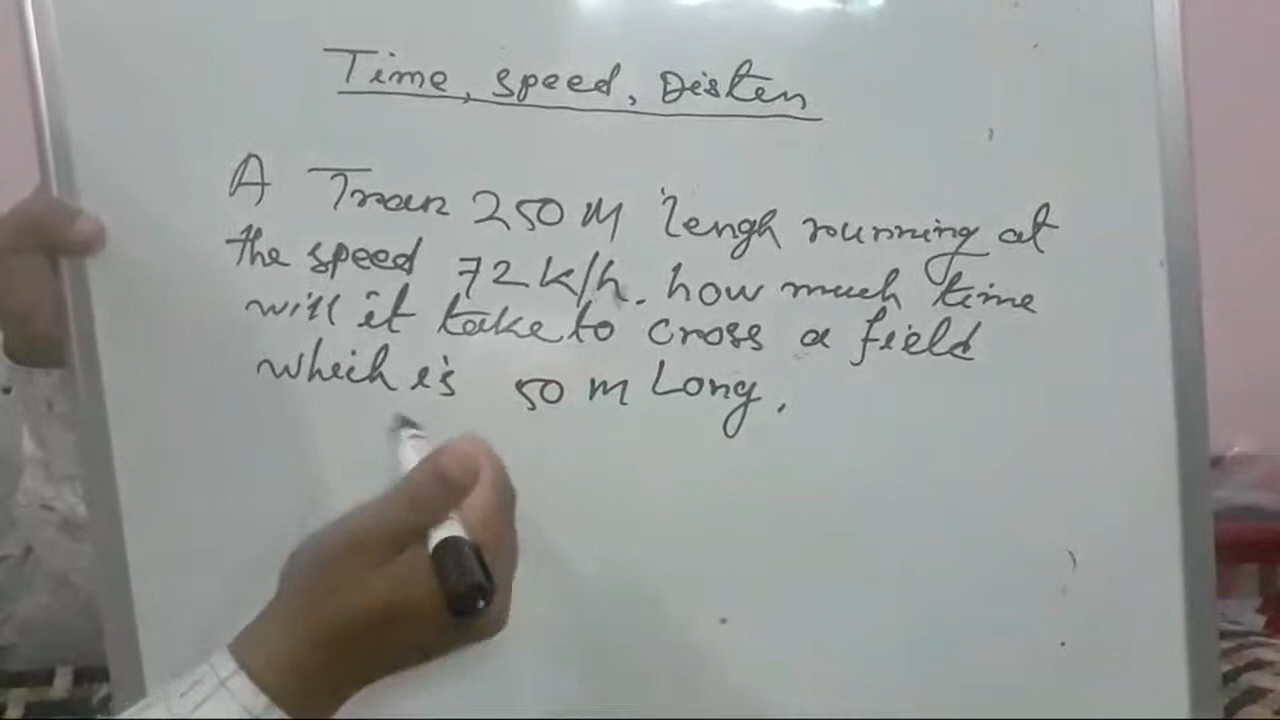 Time, speed, Disten
A Train 250 M lengh running at
the speed 72 k/h. how much time
will it take to cross a field
which is 50 m Long.